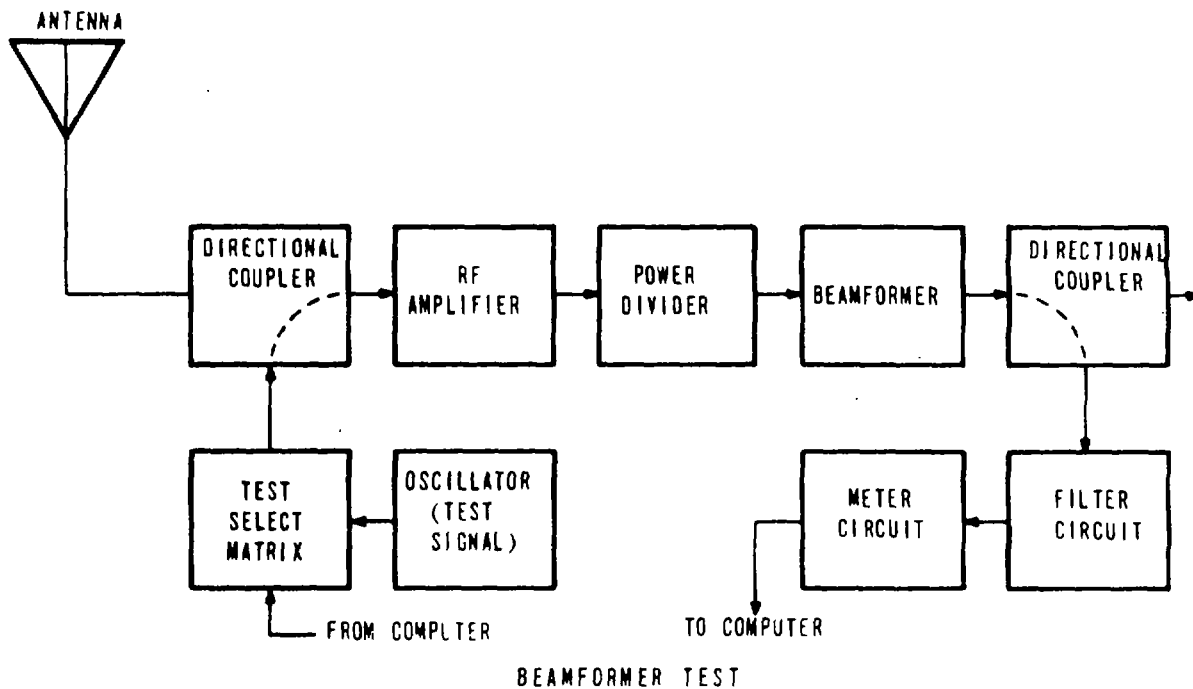 ANTENNA
DIRECTIONAL
COUPLER
RF
AMPLIFIER
POWER
DIVIDER
BEAMFORMER
DIRECTIONAL
COUPLER
TEST
SELECT
MATRIX
OSCILLATOR
(TEST
SIGNAL)
METER
CIRCUIT
FILTER
CIRCUIT
FROM COMPLTER
TO COMPUTER
BEAMFORMER TEST